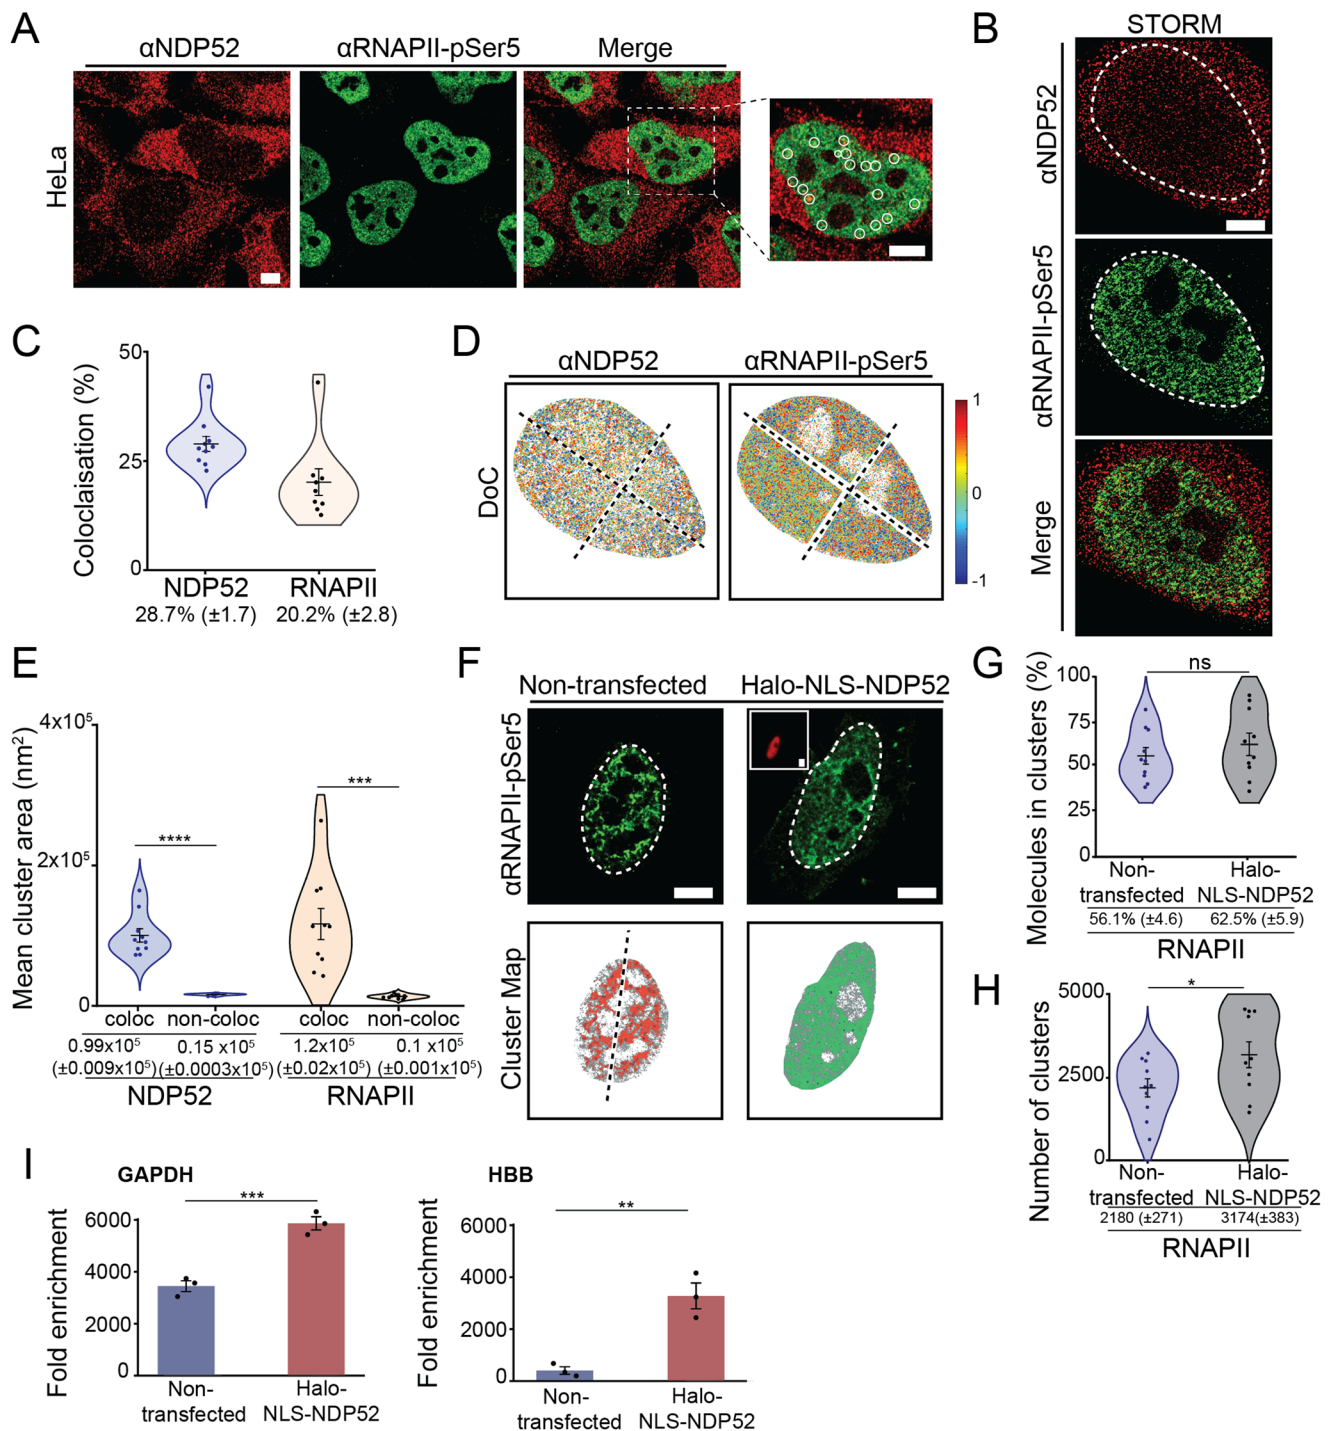 A
αNDP52
αRNAPII-pSer5
Merge
HeLa
B
STORM
αNDP52
αRNAPII-pSer5
Merge
C
Coloclaisation (%)
50
25
0
NDP52
RNAPII
28.7% (±1.7)
20.2% (±2.8)
D
αNDP52
αRNAPII-pSer5
DoC
1
0
-1
E
Mean cluster area (nm²)
4x10⁵
2x10⁵
0
****
***
coloc
non-coloc
coloc
non-coloc
0.99x10⁵
0.15 x10⁵
1.2x10⁵
0.1 x10⁵
(±0.009x10⁵)
(±0.0003x10⁵)
(±0.02x10⁵)
(±0.001x10⁵)
NDP52
RNAPII
F
Non-transfected
Halo-NLS-NDP52
αRNAPII-pSer5
Cluster Map
G
Molecules in clusters (%)
100
75
50
25
0
ns
Non-
transfected
Halo-
NLS-NDP52
56.1% (±4.6)
62.5% (±5.9)
RNAPII
H
Number of clusters
5000
2500
0
*
Non-
transfected
Halo-
NLS-NDP52
2180 (±271)
3174(±383)
RNAPII
I
GAPDH
Fold enrichment
6000
4000
2000
0
***
Non-
transfected
Halo-
NLS-NDP52
HBB
Fold enrichment
6000
4000
2000
0
**
Non-
transfected
Halo-
NLS-NDP52